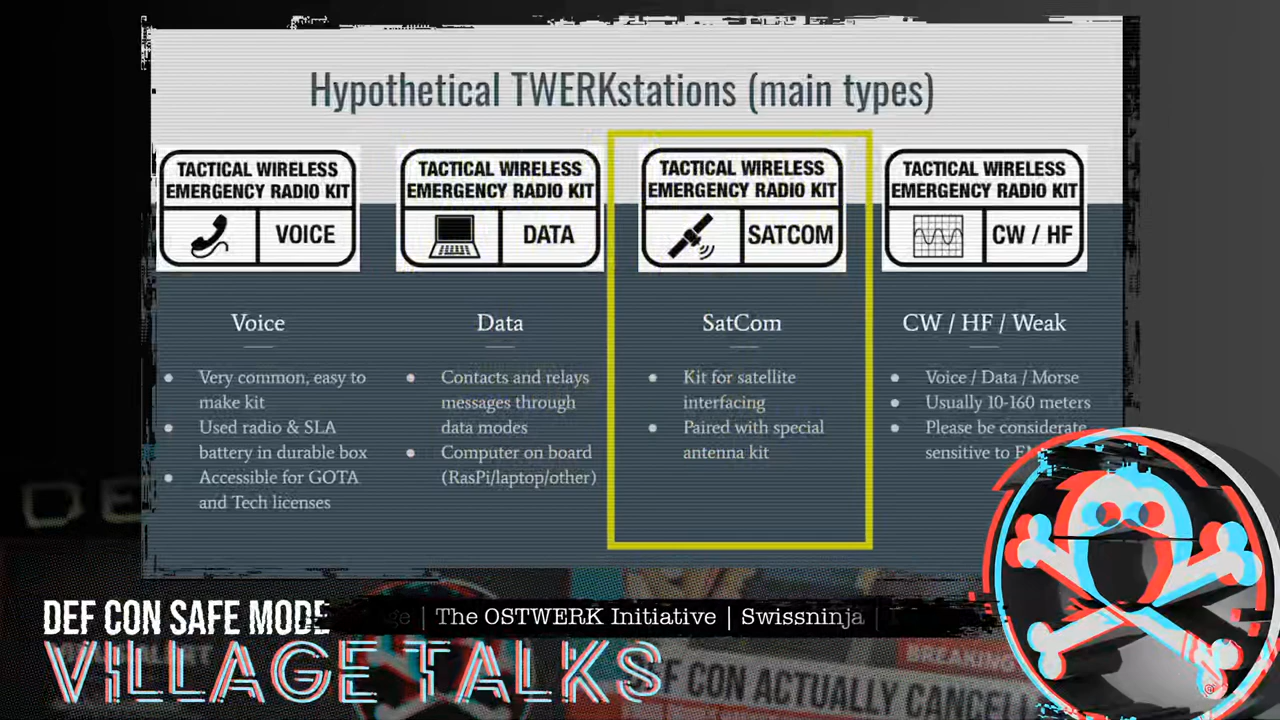 Hypothetical TWERKstations (main types)
TACTICAL WIRELESS
EMERGENCY RADIO KIT
VOICE
TACTICAL WIRELESS
EMERGENCY RADIO KIT
DATA
TACTICAL WIRELESS
EMERGENCY RADIO KIT
SATCOM
TACTICAL WIRELESS
EMERGENCY RADIO KIT
CW / HF
Voice
● Very common, easy to
make kit
● Used radio & SLA
battery in durable box
● Accessible for GOTA
and Tech licenses
Data
● Contacts and relays
messages through
data modes
● Computer on board
(RasPi/laptop/other)
SatCom
● Kit for satellite
interfacing
● Paired with special
antenna kit
CW / HF / Weak
● Voice / Data / Morse
● Usually 10-160 meters
● Please be considerate
sensitive to
DEF CON SAFE MODE
VILLAGE TALKS
| The OSTWERK Initiative | Swissninja |
DEF CON ACTUALLY